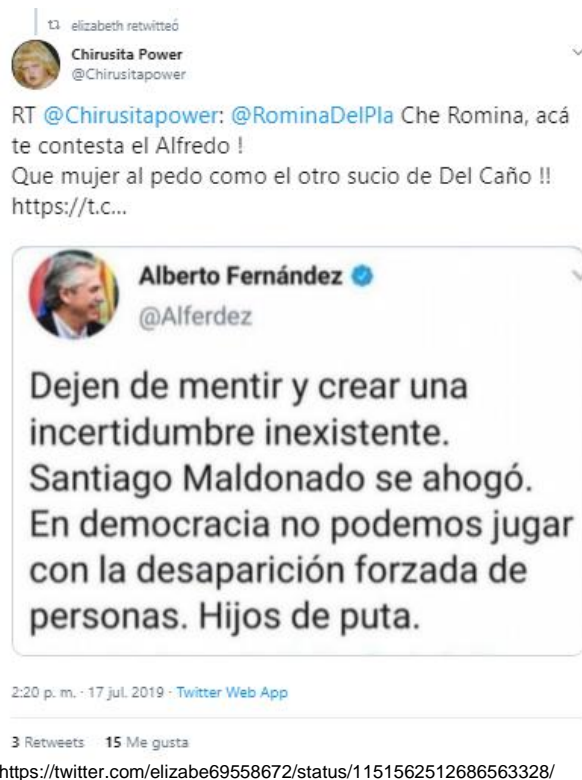 elizabeth retwitteó
Chirusita Power
@Chirusitapower
RT @Chirusitapower: @RominaDelPla Che Romina, acá
te contesta el Alfredo !
Que mujer al pedo como el otro sucio de Del Caño !!
https://t.c...
Alberto Fernández
@Alferdez
Dejen de mentir y crear una
incertidumbre inexistente.
Santiago Maldonado se ahogó.
En democracia no podemos jugar
con la desaparición forzada de
personas. Hijos de puta.
2:20 p. m. · 17 jul. 2019 · Twitter Web App
3 Retweets 15 Me gusta
https://twitter.com/elizabe69558672/status/1151562512686563328/